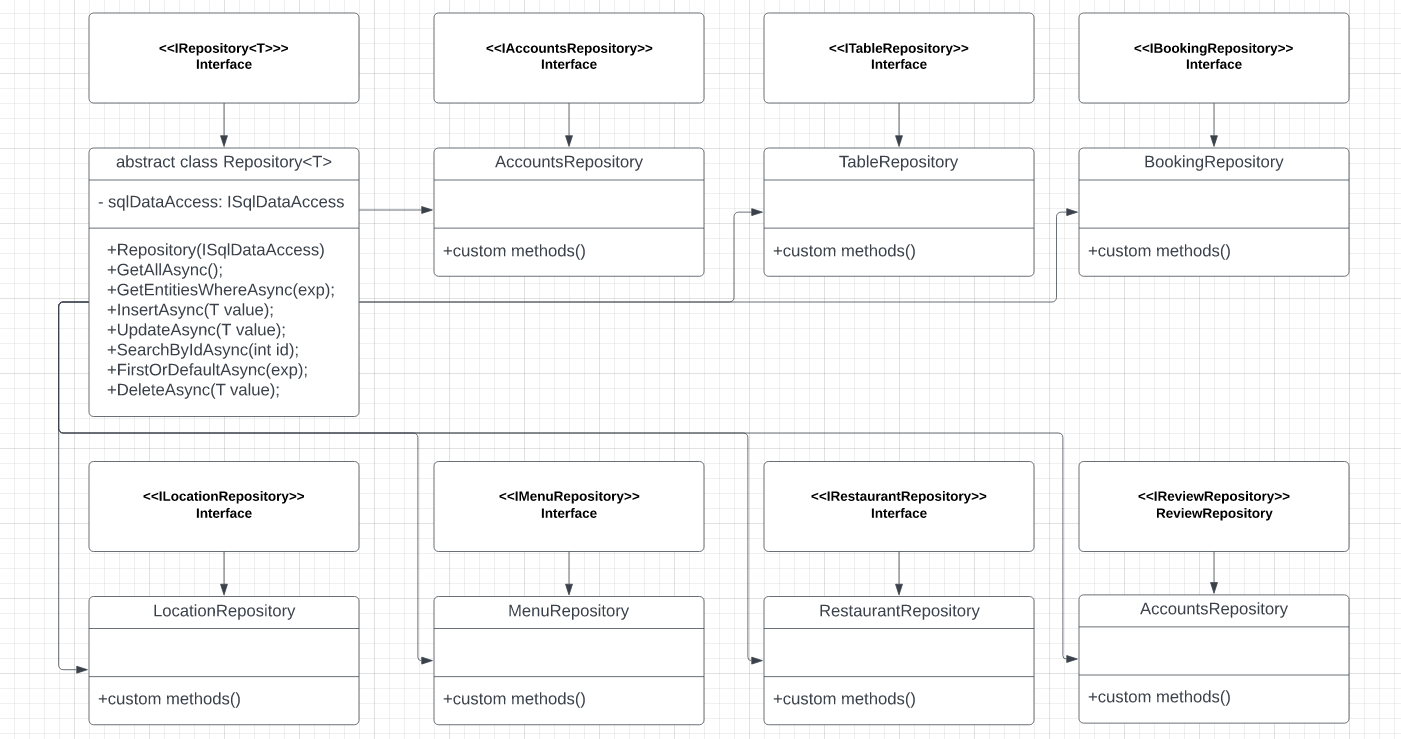 <<IRepository<T>>>
Interface
<<IAccountsRepository>>
Interface
<<ITableRepository>>
Interface
<<IBookingRepository>>
Interface
abstract class Repository<T>
- sqlDataAccess: ISqlDataAccess
+Repository(ISqlDataAccess)
+GetAllAsync();
+GetEntitiesWhereAsync(exp);
+InsertAsync(T value);
+UpdateAsync(T value);
+SearchByIdAsync(int id);
+FirstOrDefaultAsync(exp);
+DeleteAsync(T value);
AccountsRepository
+custom methods()
TableRepository
+custom methods()
BookingRepository
+custom methods()
<<ILocationRepository>>
Interface
<<IMenuRepository>>
Interface
<<IRestaurantRepository>>
Interface
<<IReviewRepository>>
ReviewRepository
LocationRepository
+custom methods()
MenuRepository
+custom methods()
RestaurantRepository
+custom methods()
AccountsRepository
+custom methods()